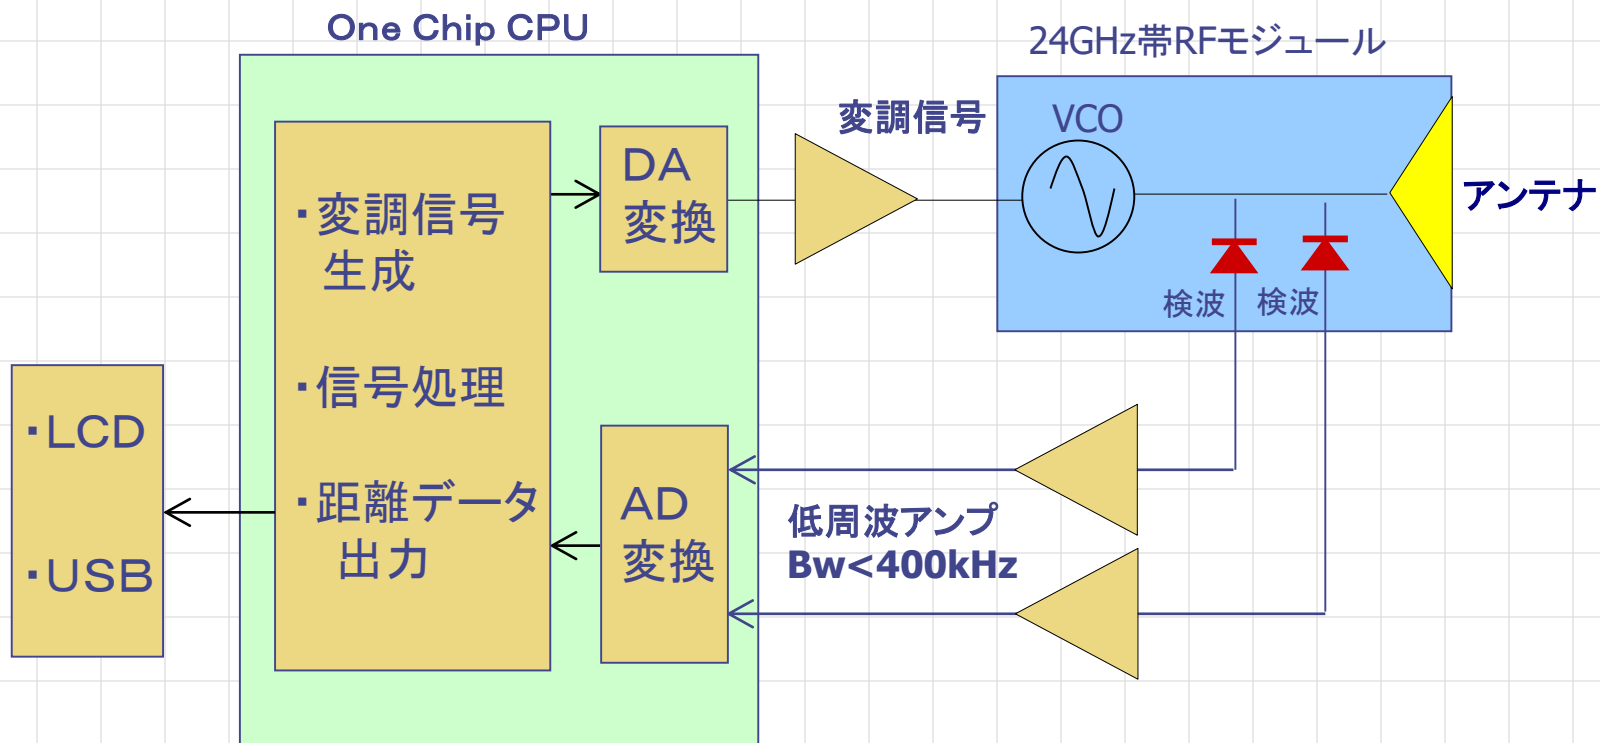 One Chip CPU
24GHz帯RFモジュール
変調信号
VCO
アンテナ
検波
検波
DA
変換
・変調信号
生成
・信号処理
・距離データ
出力
AD
変換
・LCD
・USB
低周波アンプ
Bw<400kHz